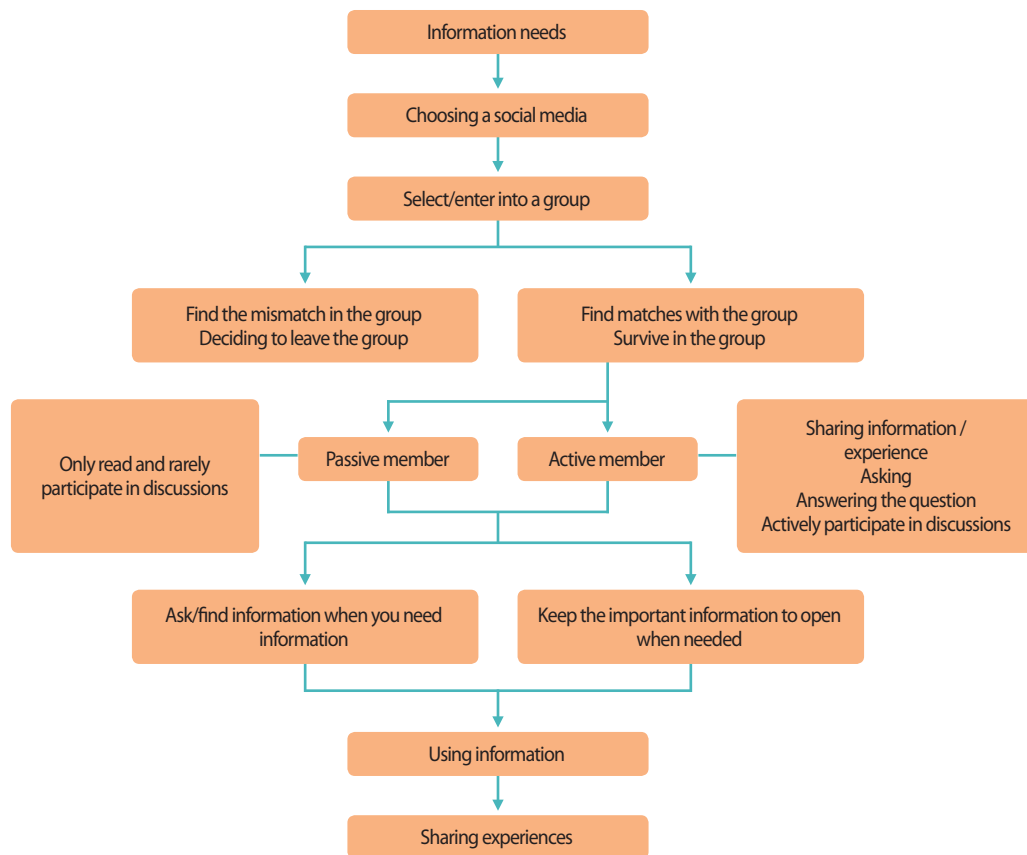 Information needs
Choosing a social media
Select/enter into a group
Find the mismatch in the group
Deciding to leave the group
Find matches with the group
Survive in the group
Only read and rarely
participate in discussions
Passive member
Active member
Sharing information /
experience
Asking
Answering the question
Actively participate in discussions
Ask/find information when you need
information
Keep the important information to open
when needed
Using information
Sharing experiences